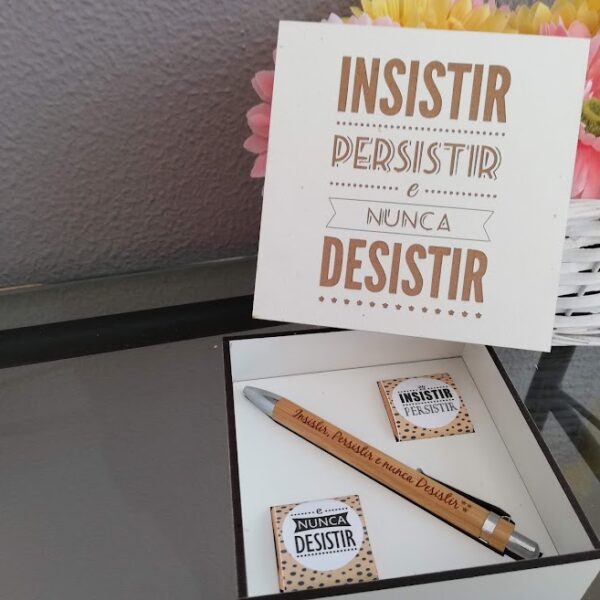 INSISTIR
PERSISTIR
e
NUNCA
DESISTIR
INSISTIR
PERSISTIR
Insistir, Persistir e nunca Desistir
e
NUNCA
DESISTIR